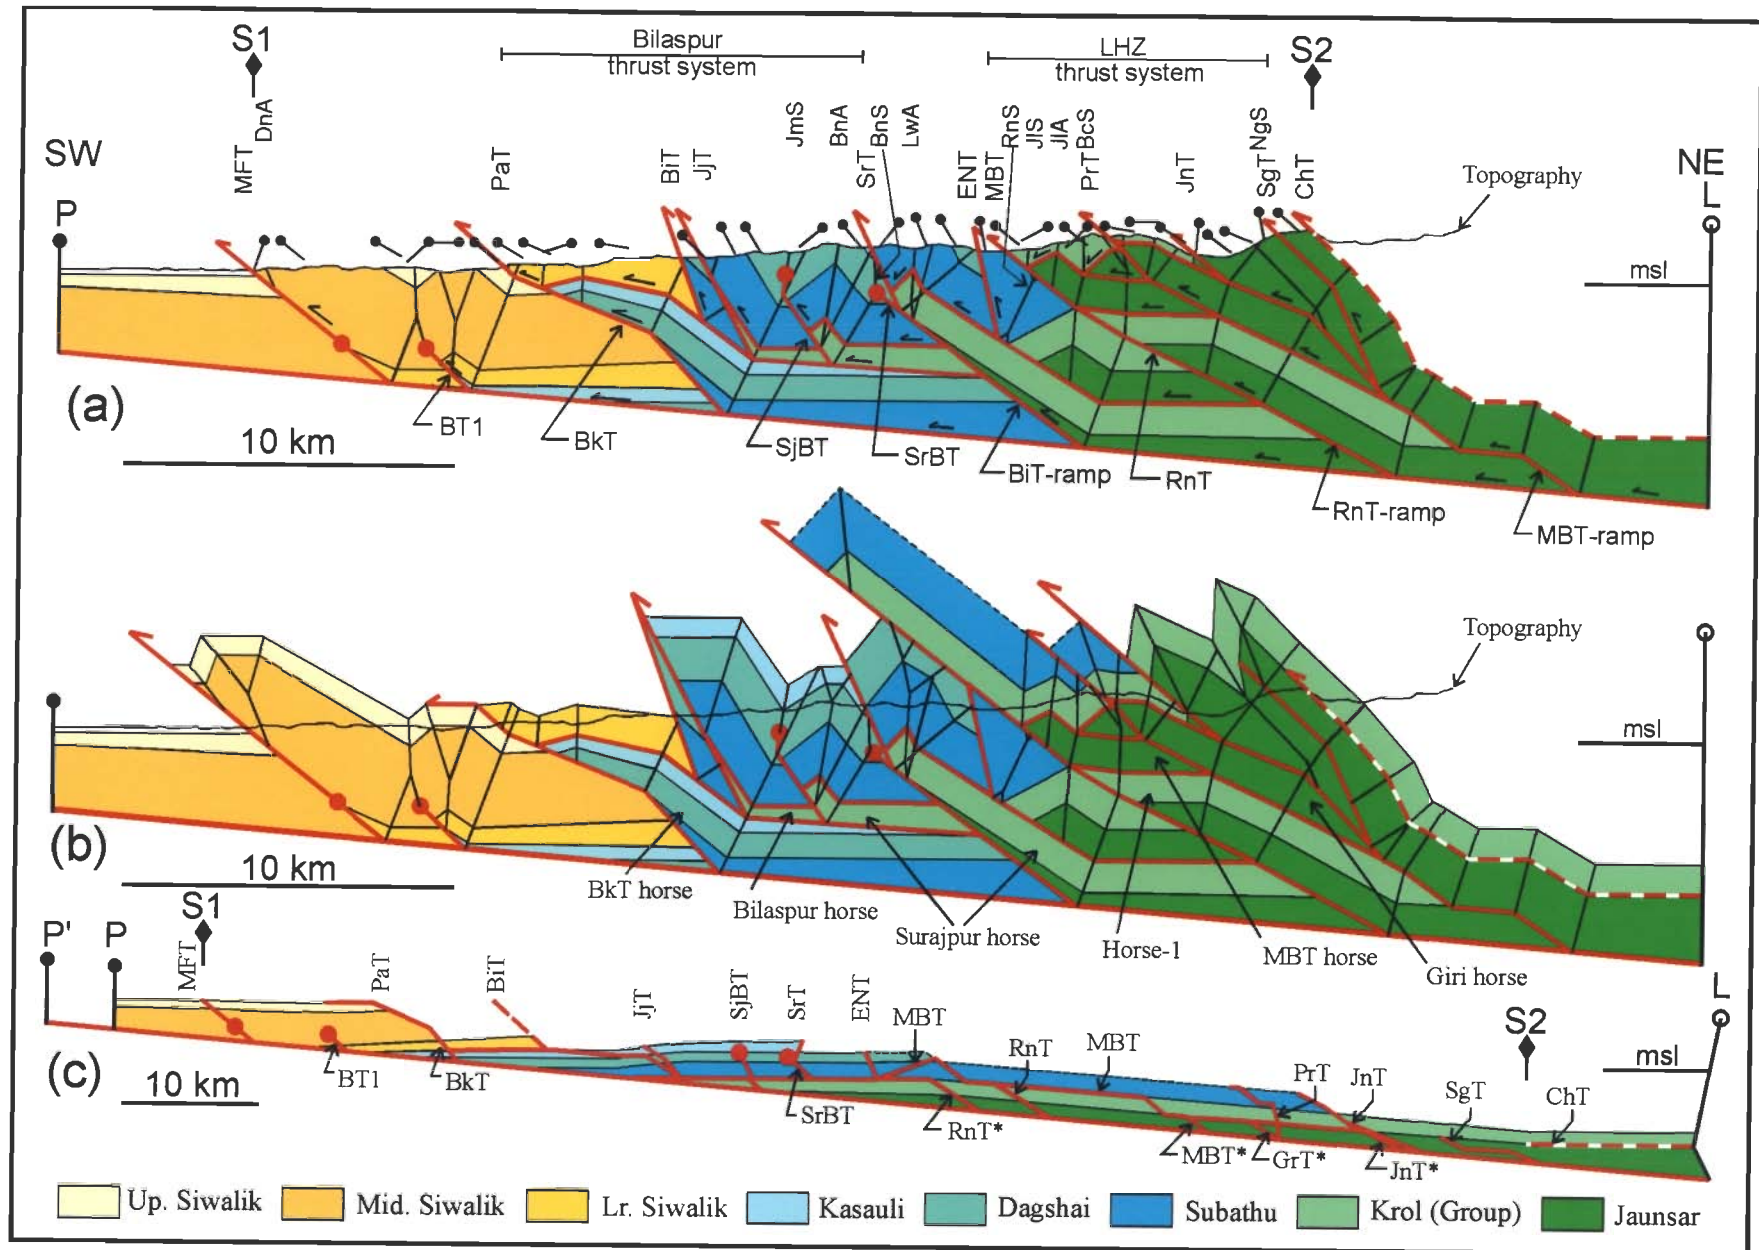 S1
Bilaspur
thrust system
LHZ
thrust system
S2
SW
MFT
DnA
PaT
BiT
JjT
JmS
BnA
SrT
BnS
LwA
ENT
MBT
RnS
JIS
JIA
PrT
BcS
JnT
SgT
NgS
ChT
NE
P
L
Topography
msl
(a)
10 km
BT1
BkT
SjBT
SrBT
BiT-ramp
RnT
RnT-ramp
MBT-ramp
Topography
msl
(b)
10 km
BkT horse
Bilaspur horse
Surajpur horse
Horse-1
MBT horse
Giri horse
P'
P
S1
MFT
PaT
BiT
JjT
SjBT
SrT
ENT
MBT
RnT
MBT
PrT
JnT
SgT
S2
ChT
L
msl
(c)
10 km
BT1
BkT
SrBT
RnT*
MBT*
GrT*
JnT*
Up. Siwalik
Mid. Siwalik
Lr. Siwalik
Kasauli
Dagshai
Subathu
Krol (Group)
Jaunsar